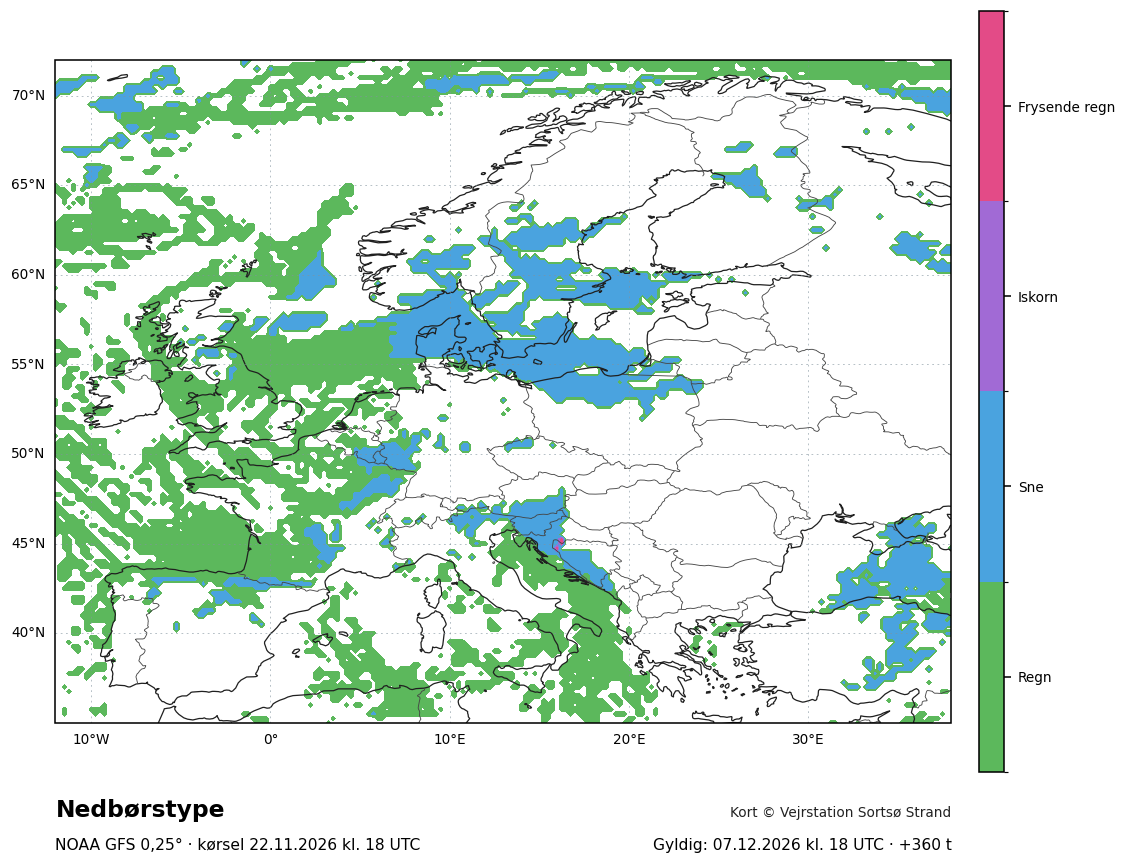 70°N
65°N
60°N
55°N
50°N
45°N
40°N
10°W
0°
10°E
20°E
30°E
Frysende regn
Iskorn
Sne
Regn
Nedbørstype
Kort © Vejrstation Sortsø Strand
NOAA GFS 0,25° · kørsel 22.11.2026 kl. 18 UTC
Gyldig: 07.12.2026 kl. 18 UTC · +360 t